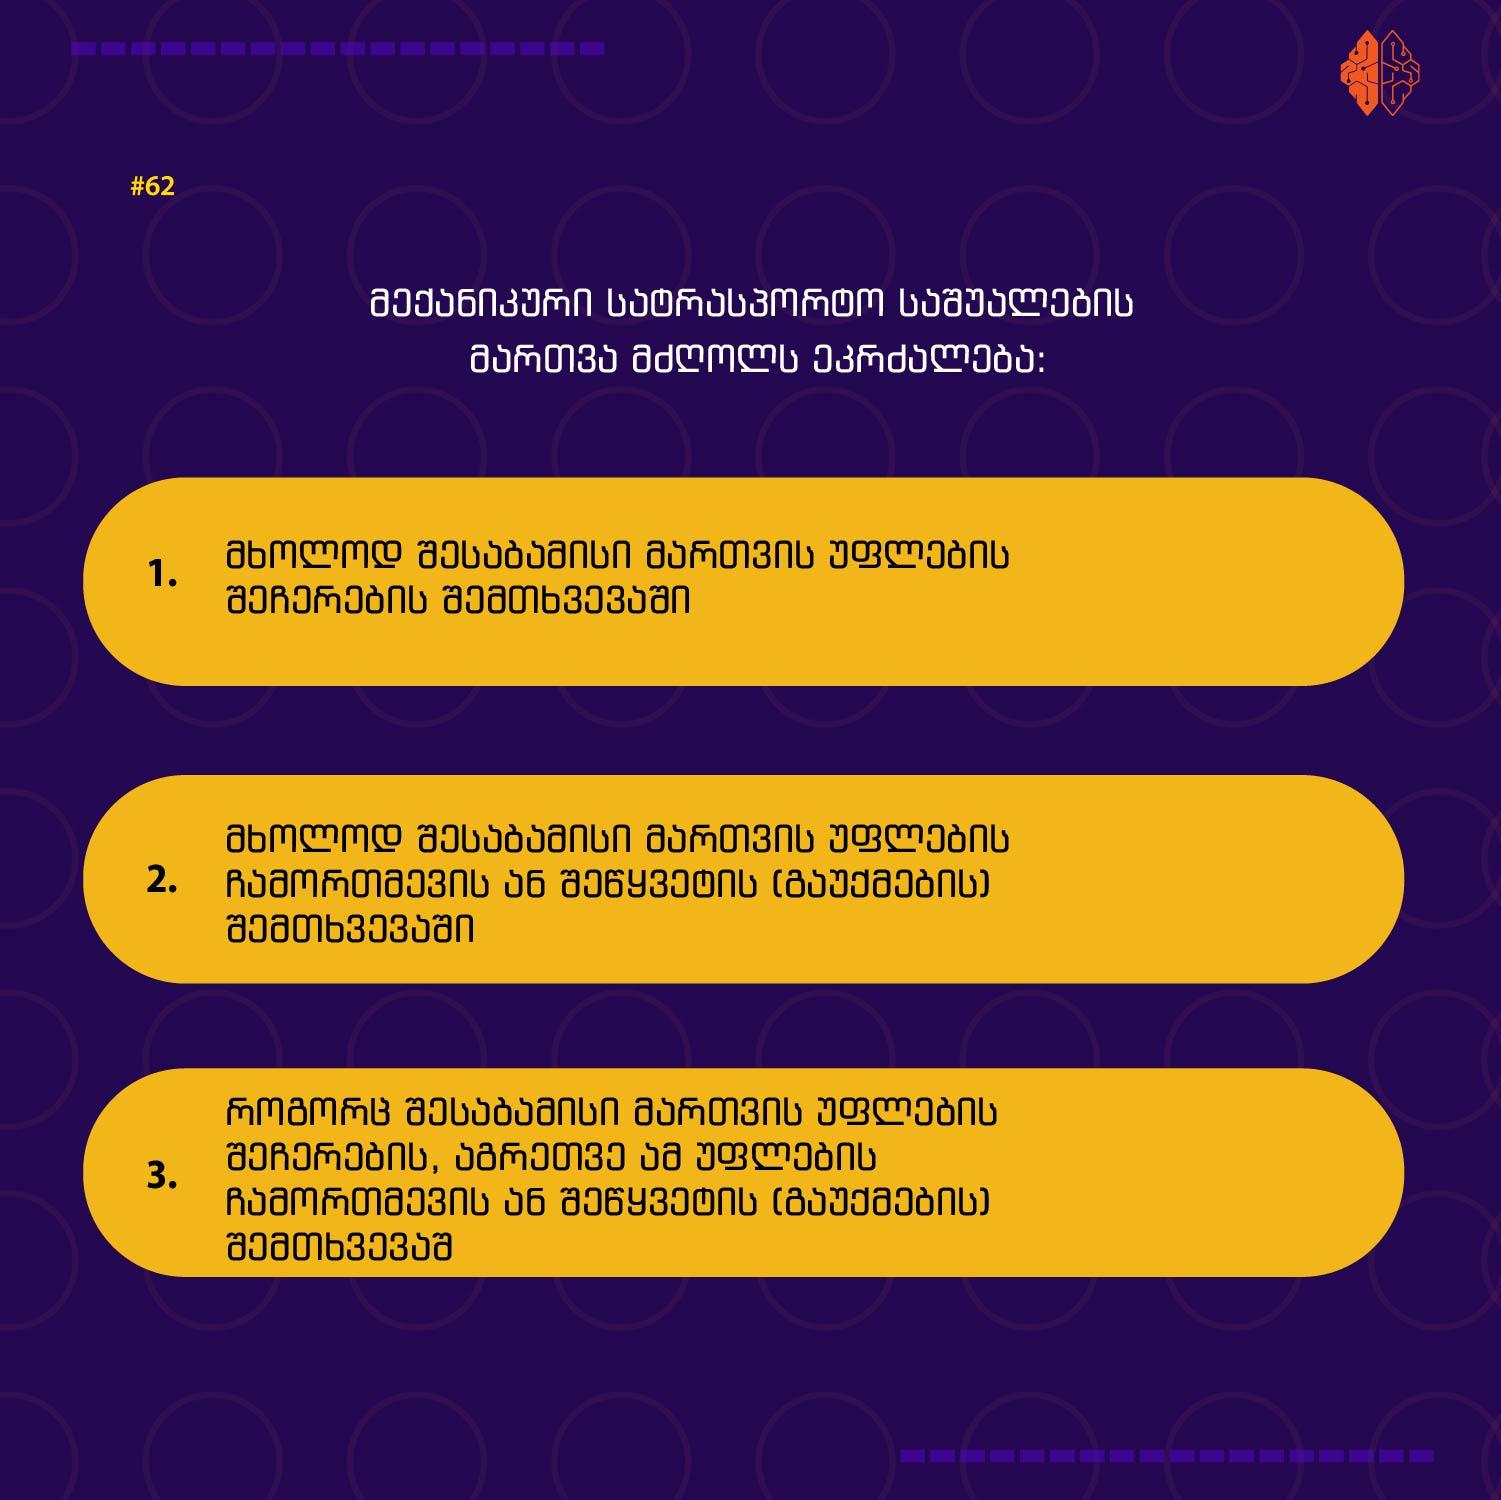 #62
მექანიკური სატრასპორტო საშუალების
მართვა მძღოლს ეკრძალება:
1. მხოლოდ შესაბამისი მართვის უფლების
შეჩერების შემთხვევაში
2. მხოლოდ შესაბამისი მართვის უფლების
ჩამორთმევის ან შეწყვეტის (გაუქმების)
შემთხვევაში
3. როგორც შესაბამისი მართვის უფლების
შეჩერების, აგრეთვე ამ უფლების
ჩამორთმევის ან შეწყვეტის (გაუქმების)
შემთხვევაშ